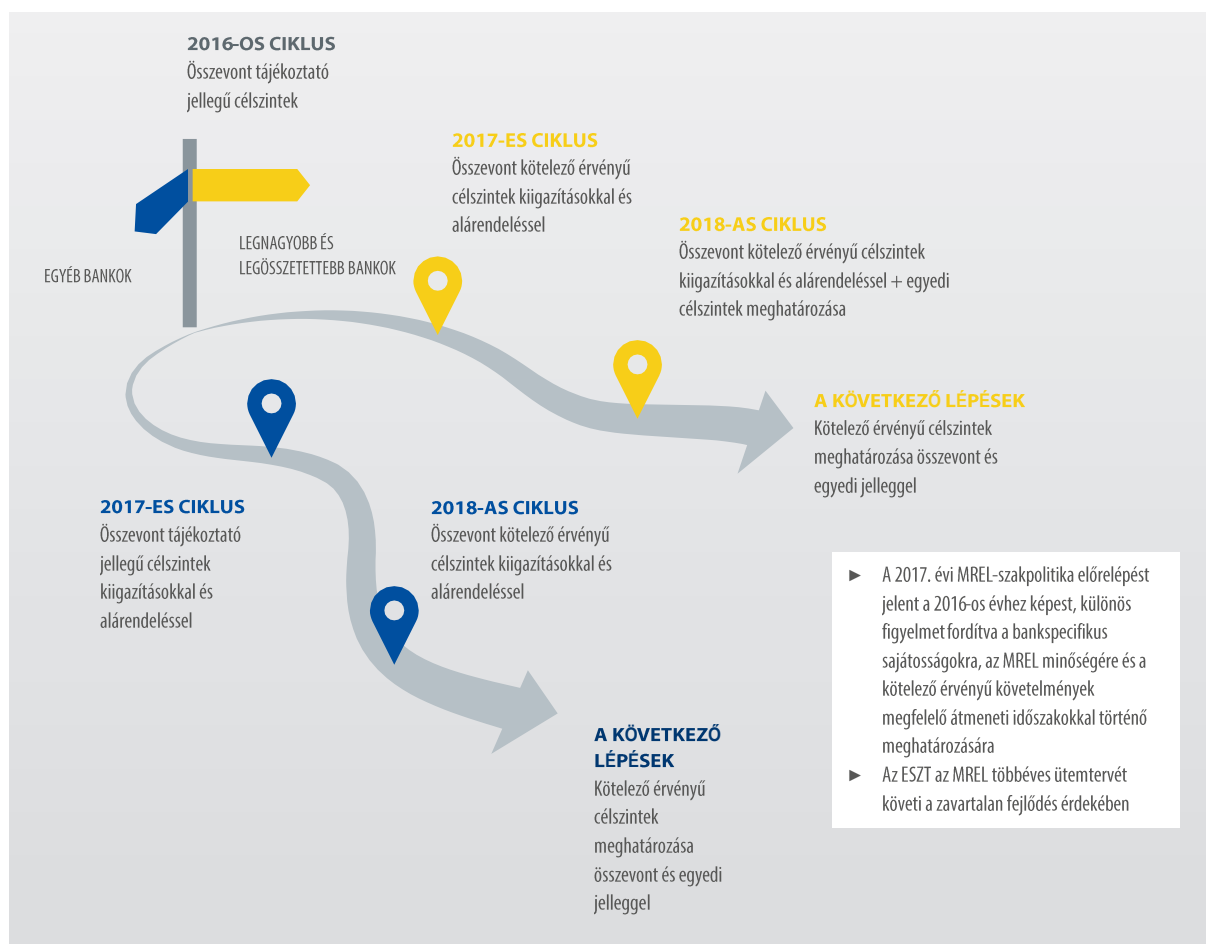 2016-OS CIKLUS
Összevont tájékoztató
jellegű célszintek
EGYÉB BANKOK
LEGNAGYOBB ÉS
LEGÖSSZETETTEBB BANKOK
2017-ES CIKLUS
Összevont kötelező érvényű
célszintek kiigazításokkal és
alárendeléssel
2018-AS CIKLUS
Összevont kötelező érvényű célszintek
kiigazításokkal és alárendeléssel + egyedi
célszintek meghatározása
A KÖVETKEZŐ LÉPÉSEK
Kötelező érvényű célszintek
meghatározása összevont és
egyedi jelleggel
2017-ES CIKLUS
Összevont tájékoztató
jellegű célszintek
kiigazításokkal és
alárendeléssel
2018-AS CIKLUS
Összevont kötelező érvényű
célszintek kiigazításokkal és
alárendeléssel
A KÖVETKEZŐ
LÉPÉSEK
Kötelező érvényű
célszintek
meghatározása
összevont és egyedi
jelleggel
► A 2017. évi MREL-szakpolitika előrelépést
jelent a 2016-os évhez képest, különös
figyelmet fordítva a bankspecifikus
sajátosságokra, az MREL minőségére és a
kötelező érvényű követelmények
megfelelő átmeneti időszakokkal történő
meghatározására
► Az ESZT az MREL többéves ütemtervét
követi a zavartalan fejlődés érdekében